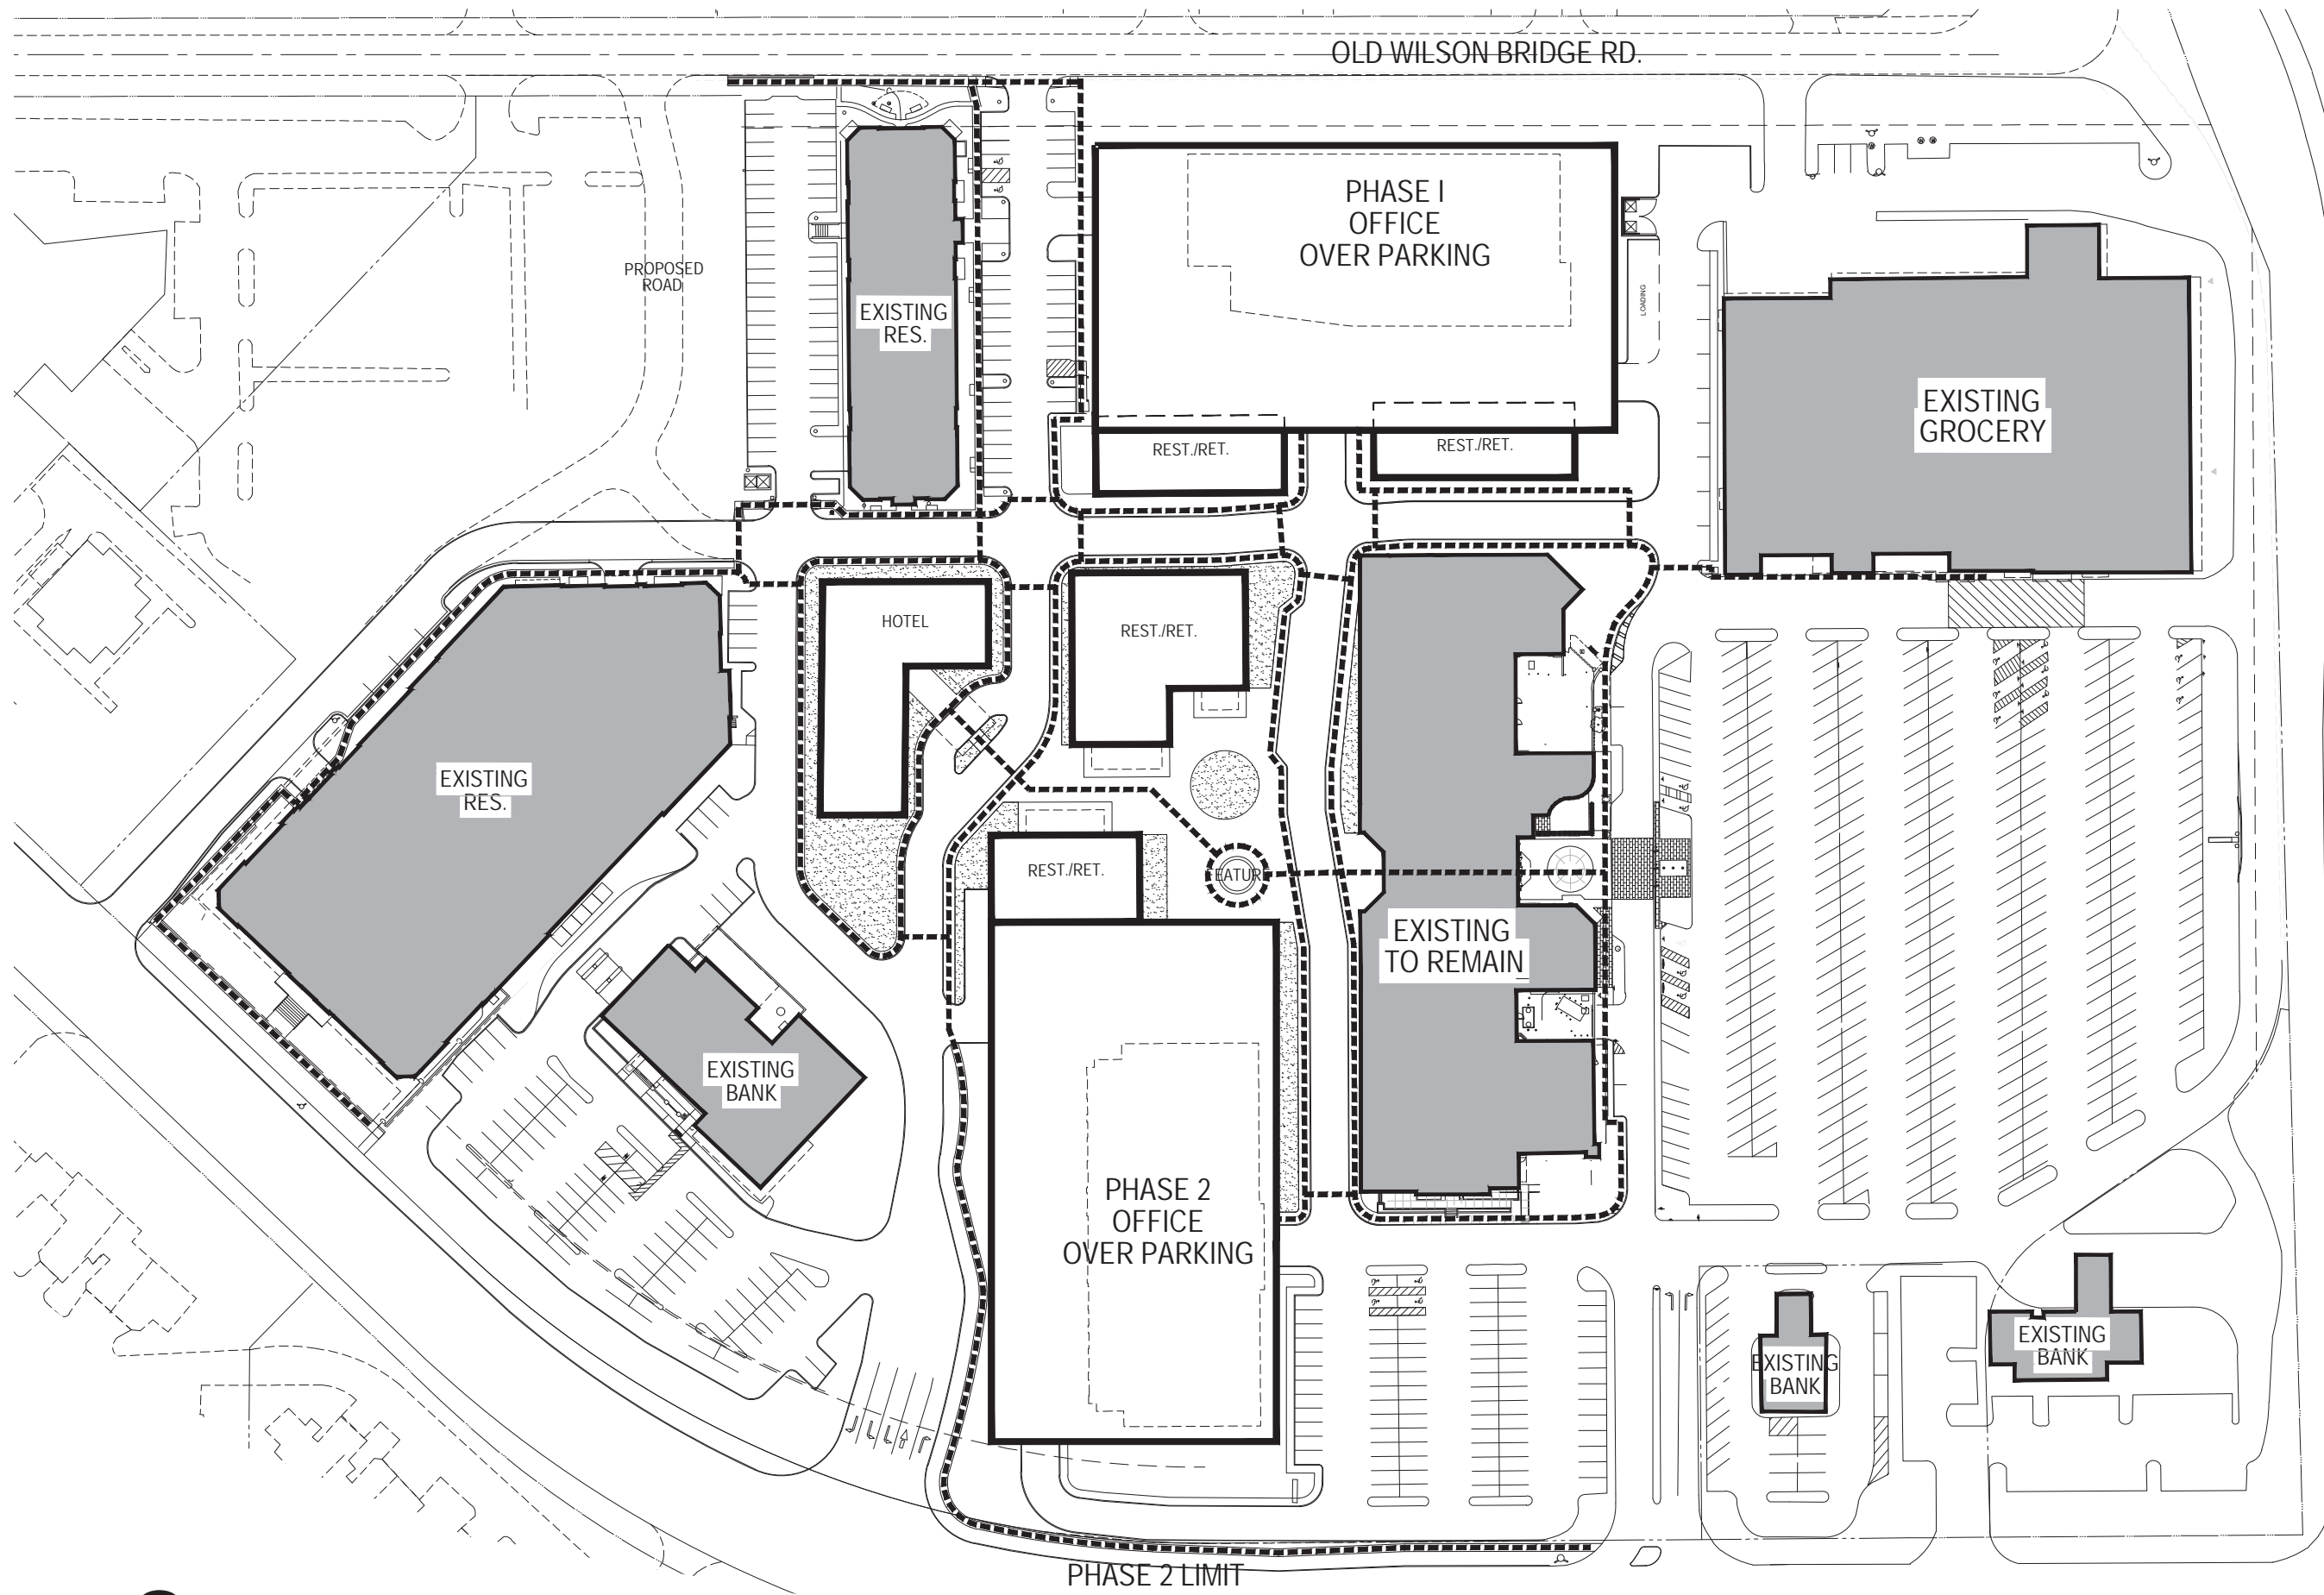 OLD WILSON BRIDGE RD.
PHASE I
OFFICE
OVER PARKING
PROPOSED
ROAD
EXISTING
RES.
LOADING
EXISTING
GROCERY
REST./RET.
REST./RET.
HOTEL
REST./RET.
EXISTING
RES.
REST./RET.
EATUR
EXISTING
TO REMAIN
EXISTING
BANK
PHASE 2
OFFICE
OVER PARKING
EXISTING
BANK
EXISTING
BANK
PHASE 2 LIMIT